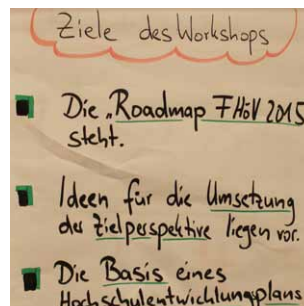 Ziele des Workshops
Die "Roadmap FHöV 2015
steht.
Ideen für die Umsetzung
der Zielperspektive liegen vor.
Die Basis eines
Hochschulentwicklungsplans